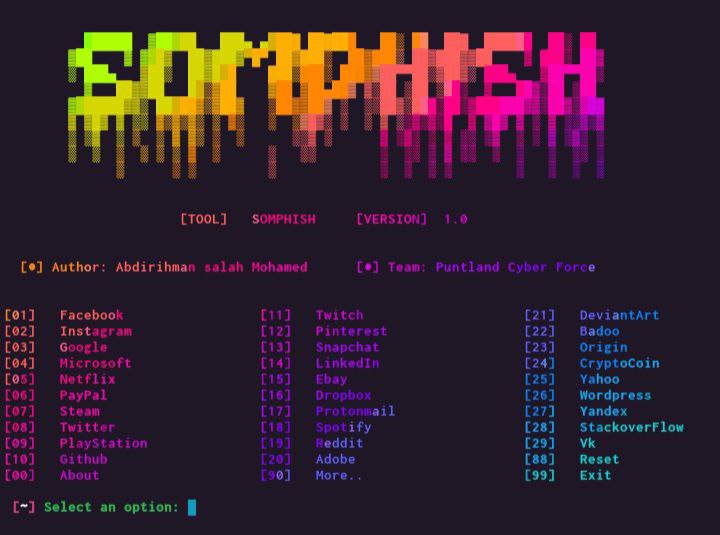 SOMPHISH
[TOOL] SOMPHISH [VERSION] 1.0
[●] Author: Abdirihman salah Mohamed [●] Team: Puntland Cyber Force
[01] Facebook [11] Twitch [21] DeviantArt
[02] Instagram [12] Pinterest [22] Badoo
[03] Google [13] Snapchat [23] Origin
[04] Microsoft [14] LinkedIn [24] CryptoCoin
[05] Netflix [15] Ebay [25] Yahoo
[06] PayPal [16] Dropbox [26] Wordpress
[07] Steam [17] Protonmail [27] Yandex
[08] Twitter [18] Spotify [28] StackoverFlow
[09] PlayStation [19] Reddit [29] Vk
[10] Github [20] Adobe [88] Reset
[00] About [90] More.. [99] Exit
[~] Select an option: